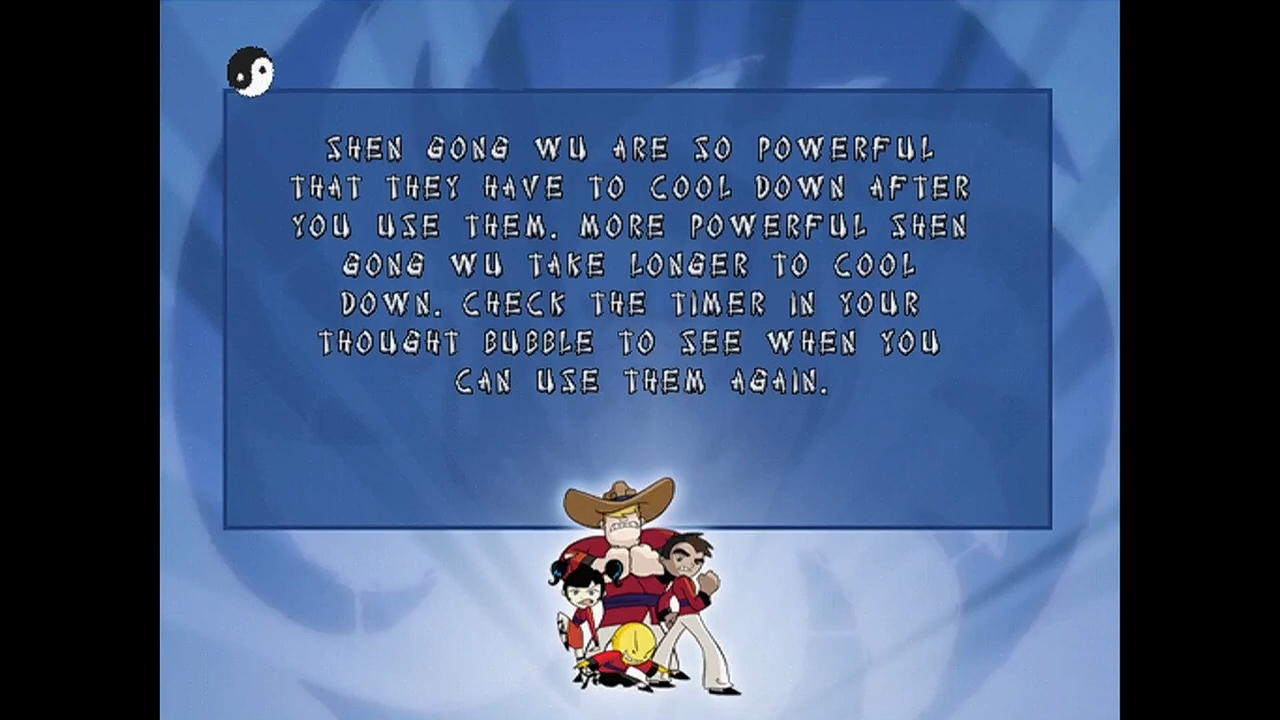 SHEN GONG WU ARE SO POWERFUL
THAT THEY HAVE TO COOL DOWN AFTER
YOU USE THEM. MORE POWERFUL SHEN
GONG WU TAKE LONGER TO COOL
DOWN. CHECK THE TIMER IN YOUR
THOUGHT BUBBLE TO SEE WHEN YOU
CAN USE THEM AGAIN.